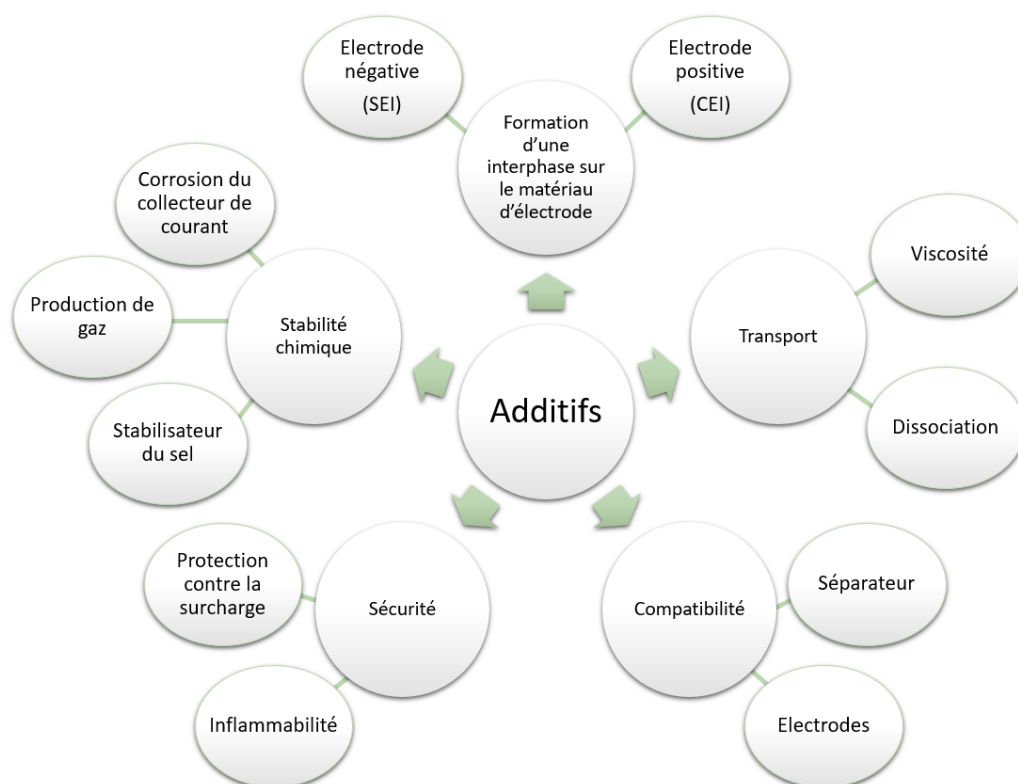 Electrode
négative
(SEI)
Electrode
positive
(CEI)
Formation
d'une
interphase sur
le matériau
d'électrode
Corrosion du
collecteur de
courant
Production de
gaz
Stabilisateur
du sel
Stabilité
chimique
Viscosité
Transport
Dissociation
Additifs
Protection
contre la
surcharge
Sécurité
Inflammabilité
Compatibilité
Séparateur
Electrodes